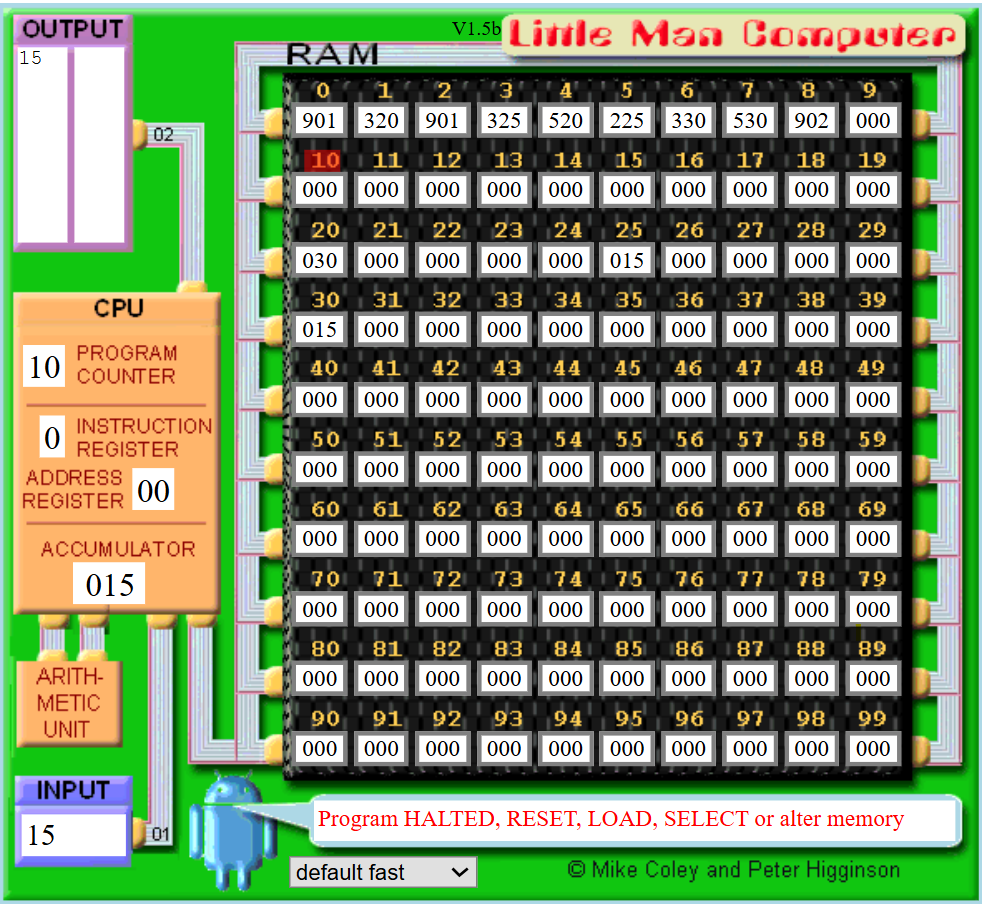 OUTPUT
15
V1.5b
Little Man Computer
RAM
0 1 2 3 4 5 6 7 8 9
901 320 901 325 520 225 330 530 902 000
02
10 11 12 13 14 15 16 17 18 19
000 000 000 000 000 000 000 000 000 000
20 21 22 23 24 25 26 27 28 29
030 000 000 000 000 015 000 000 000 000
30 31 32 33 34 35 36 37 38 39
015 000 000 000 000 000 000 000 000 000
40 41 42 43 44 45 46 47 48 49
000 000 000 000 000 000 000 000 000 000
50 51 52 53 54 55 56 57 58 59
000 000 000 000 000 000 000 000 000 000
60 61 62 63 64 65 66 67 68 69
000 000 000 000 000 000 000 000 000 000
70 71 72 73 74 75 76 77 78 79
000 000 000 000 000 000 000 000 000 000
80 81 82 83 84 85 86 87 88 89
000 000 000 000 000 000 000 000 000 000
90 91 92 93 94 95 96 97 98 99
000 000 000 000 000 000 000 000 000 000
CPU
10 PROGRAM
COUNTER
0 INSTRUCTION
REGISTER
ADDRESS
REGISTER 00
ACCUMULATOR
015
ARITH-
METIC
UNIT
INPUT
15
01
Program HALTED, RESET, LOAD, SELECT or alter memory
default fast
© Mike Coley and Peter Higginson